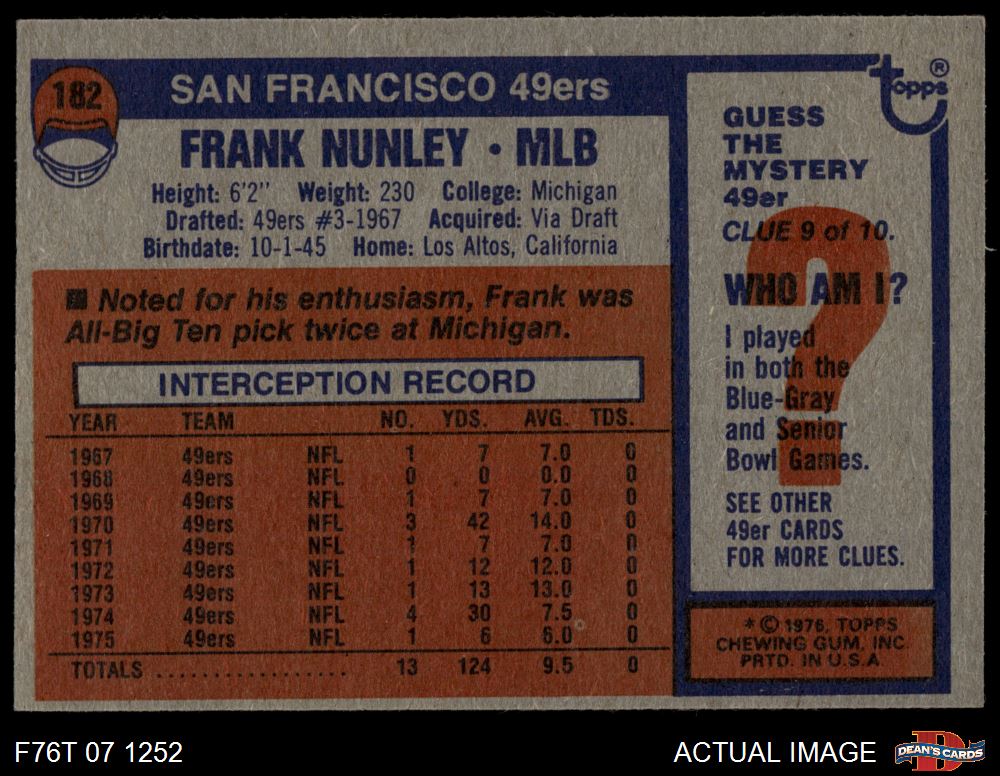 182
SAN FRANCISCO 49ers
FRANK NUNLEY • MLB
Height: 6'2" Weight: 230 College: Michigan
Drafted: 49ers #3-1967 Acquired: Via Draft
Birthdate: 10-1-45 Home: Los Altos, California
Noted for his enthusiasm, Frank was
All-Big Ten pick twice at Michigan.
INTERCEPTION RECORD
YEAR TEAM NO. YDS. AVG. TDS.
1967 49ers NFL 1 7 7.0 0
1968 49ers NFL 0 0 0.0 0
1969 49ers NFL 1 7 7.0 0
1970 49ers NFL 3 42 14.0 0
1971 49ers NFL 1 7 7.0 0
1972 49ers NFL 1 12 12.0 0
1973 49ers NFL 1 13 13.0 0
1974 49ers NFL 4 30 7.5 0
1975 49ers NFL 1 6 6.0 0
TOTALS .................. 13 124 9.5 0
topps ®
GUESS
THE
MYSTERY
49er
CLUE 9 of 10.
?
WHO AM I?
I played
in both the
Blue-Gray
and Senior
Bowl Games.
SEE OTHER
49er CARDS
FOR MORE CLUES.
* © 1976, TOPPS
CHEWING GUM, INC.
PRTD. IN U.S.A.
F76T 07 1252
ACTUAL IMAGE
DEAN'S CARDS